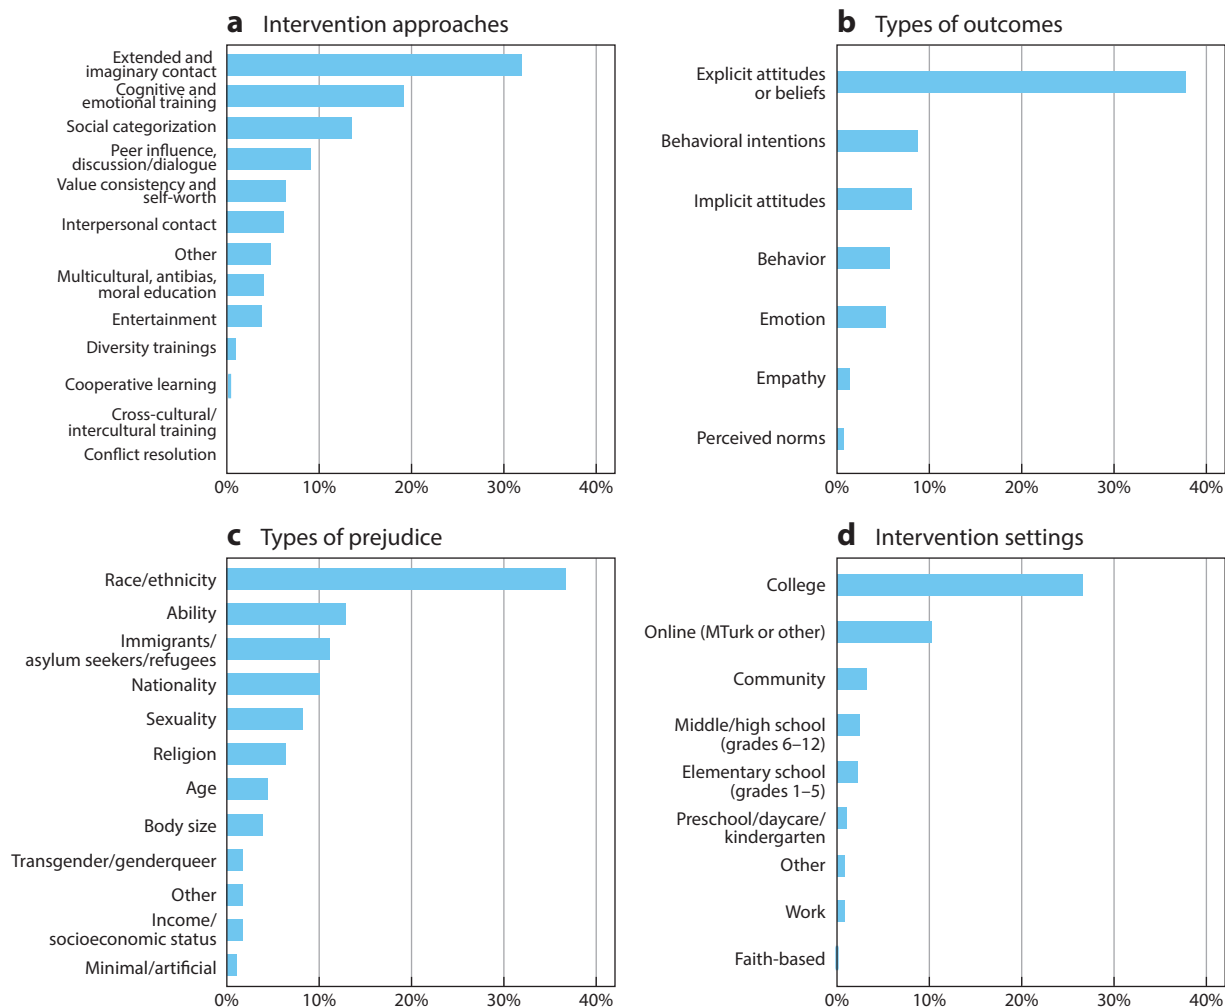 a Intervention approaches
Extended and
imaginary contact
Cognitive and
emotional training
Social categorization
Peer influence,
discussion/dialogue
Value consistency and
self-worth
Interpersonal contact
Other
Multicultural, antibias,
moral education
Entertainment
Diversity trainings
Cooperative learning
Cross-cultural/
intercultural training
Conflict resolution
0% 10% 20% 30% 40%
b Types of outcomes
Explicit attitudes
or beliefs
Behavioral intentions
Implicit attitudes
Behavior
Emotion
Empathy
Perceived norms
0% 10% 20% 30% 40%
c Types of prejudice
Race/ethnicity
Ability
Immigrants/
asylum seekers/refugees
Nationality
Sexuality
Religion
Age
Body size
Transgender/genderqueer
Other
Income/
socioeconomic status
Minimal/artificial
0% 10% 20% 30% 40%
d Intervention settings
College
Online (MTurk or other)
Community
Middle/high school
(grades 6–12)
Elementary school
(grades 1–5)
Preschool/daycare/
kindergarten
Other
Work
Faith-based
0% 10% 20% 30% 40%